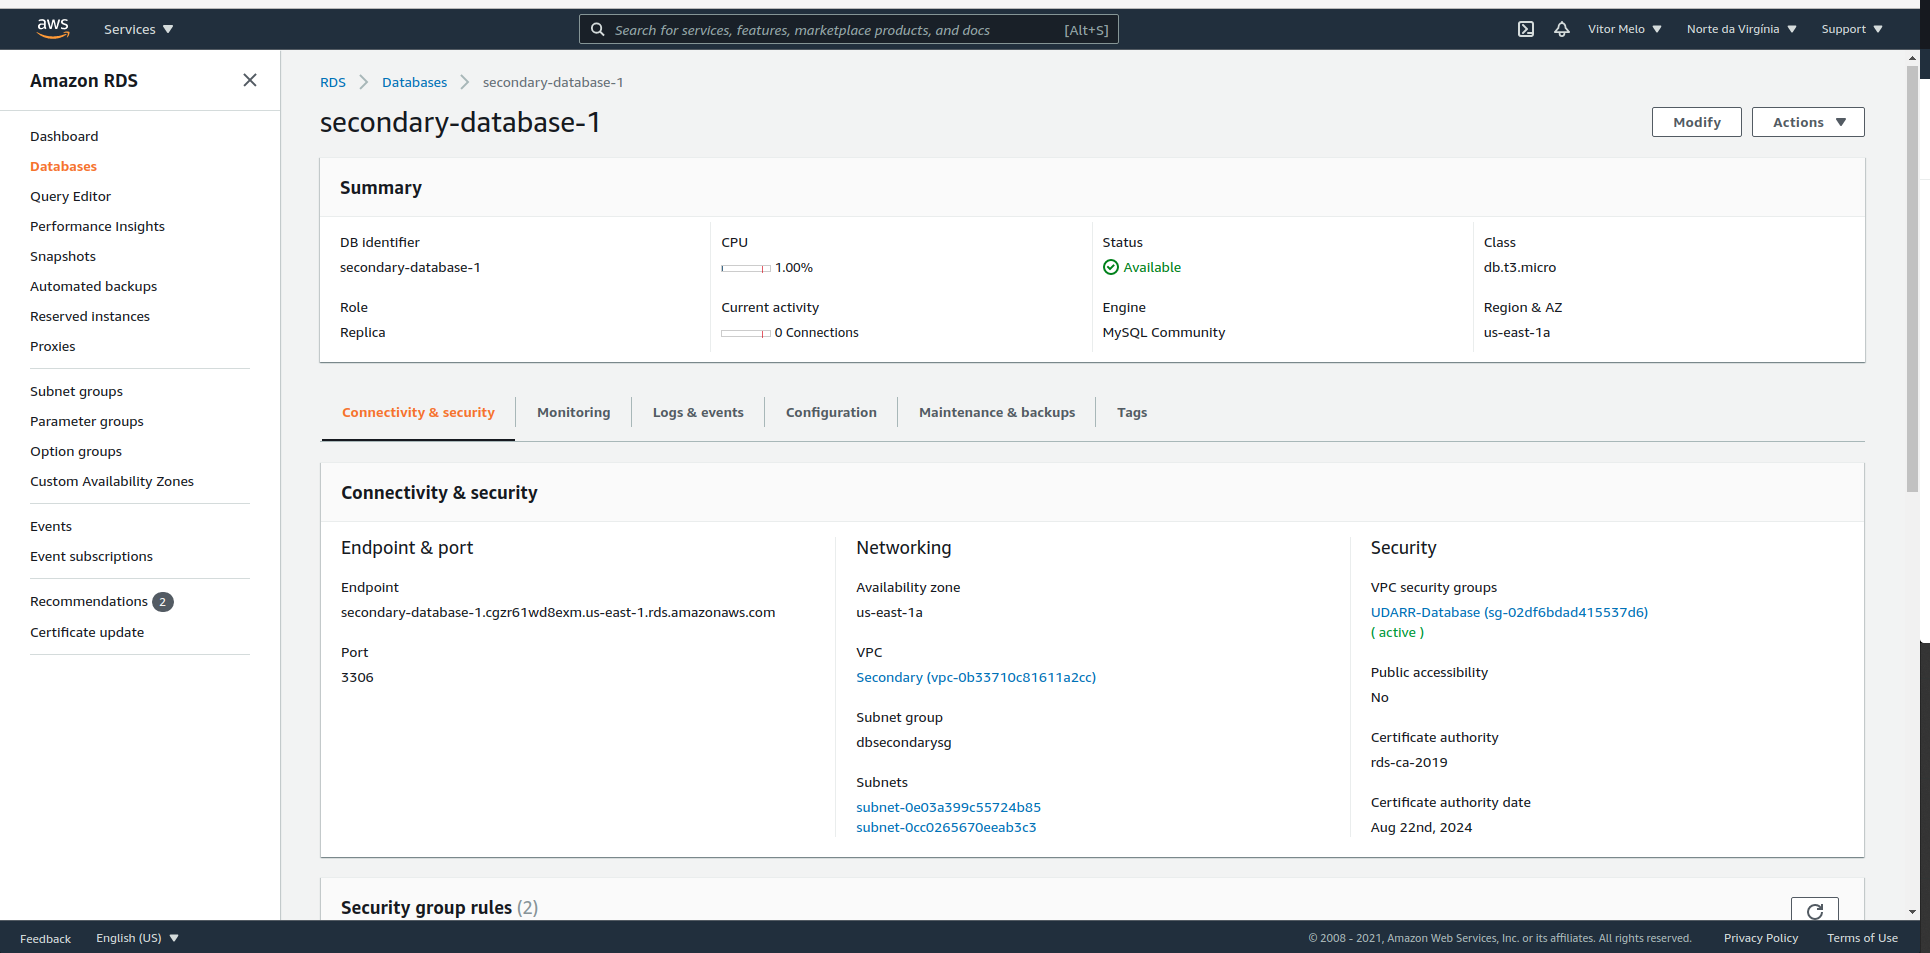 aws
Services
Search for services, features, marketplace products, and docs
[Alt+S]
Vitor Melo
Norte da Virgínia
Support
Amazon RDS
Dashboard
Databases
Query Editor
Performance Insights
Snapshots
Automated backups
Reserved instances
Proxies
Subnet groups
Parameter groups
Option groups
Custom Availability Zones
Events
Event subscriptions
Recommendations 2
Certificate update
RDS
Databases
secondary-database-1
secondary-database-1
Modify
Actions
Summary
DB identifier
secondary-database-1
Role
Replica
CPU
1.00%
Current activity
0 Connections
Status
Available
Engine
MySQL Community
Class
db.t3.micro
Region & AZ
us-east-1a
Connectivity & security
Monitoring
Logs & events
Configuration
Maintenance & backups
Tags
Connectivity & security
Endpoint & port
Endpoint
secondary-database-1.cgzr61wd8exm.us-east-1.rds.amazonaws.com
Port
3306
Networking
Availability zone
us-east-1a
VPC
Secondary (vpc-0b33710c81611a2cc)
Subnet group
dbsecondarysg
Subnets
subnet-0e03a399c55724b85
subnet-0cc0265670eeab3c3
Security
VPC security groups
UDARR-Database (sg-02df6bdad415537d6)
( active )
Public accessibility
No
Certificate authority
rds-ca-2019
Certificate authority date
Aug 22nd, 2024
Security group rules (2)
Feedback
English (US)
© 2008 - 2021, Amazon Web Services, Inc. or its affiliates. All rights reserved.
Privacy Policy
Terms of Use